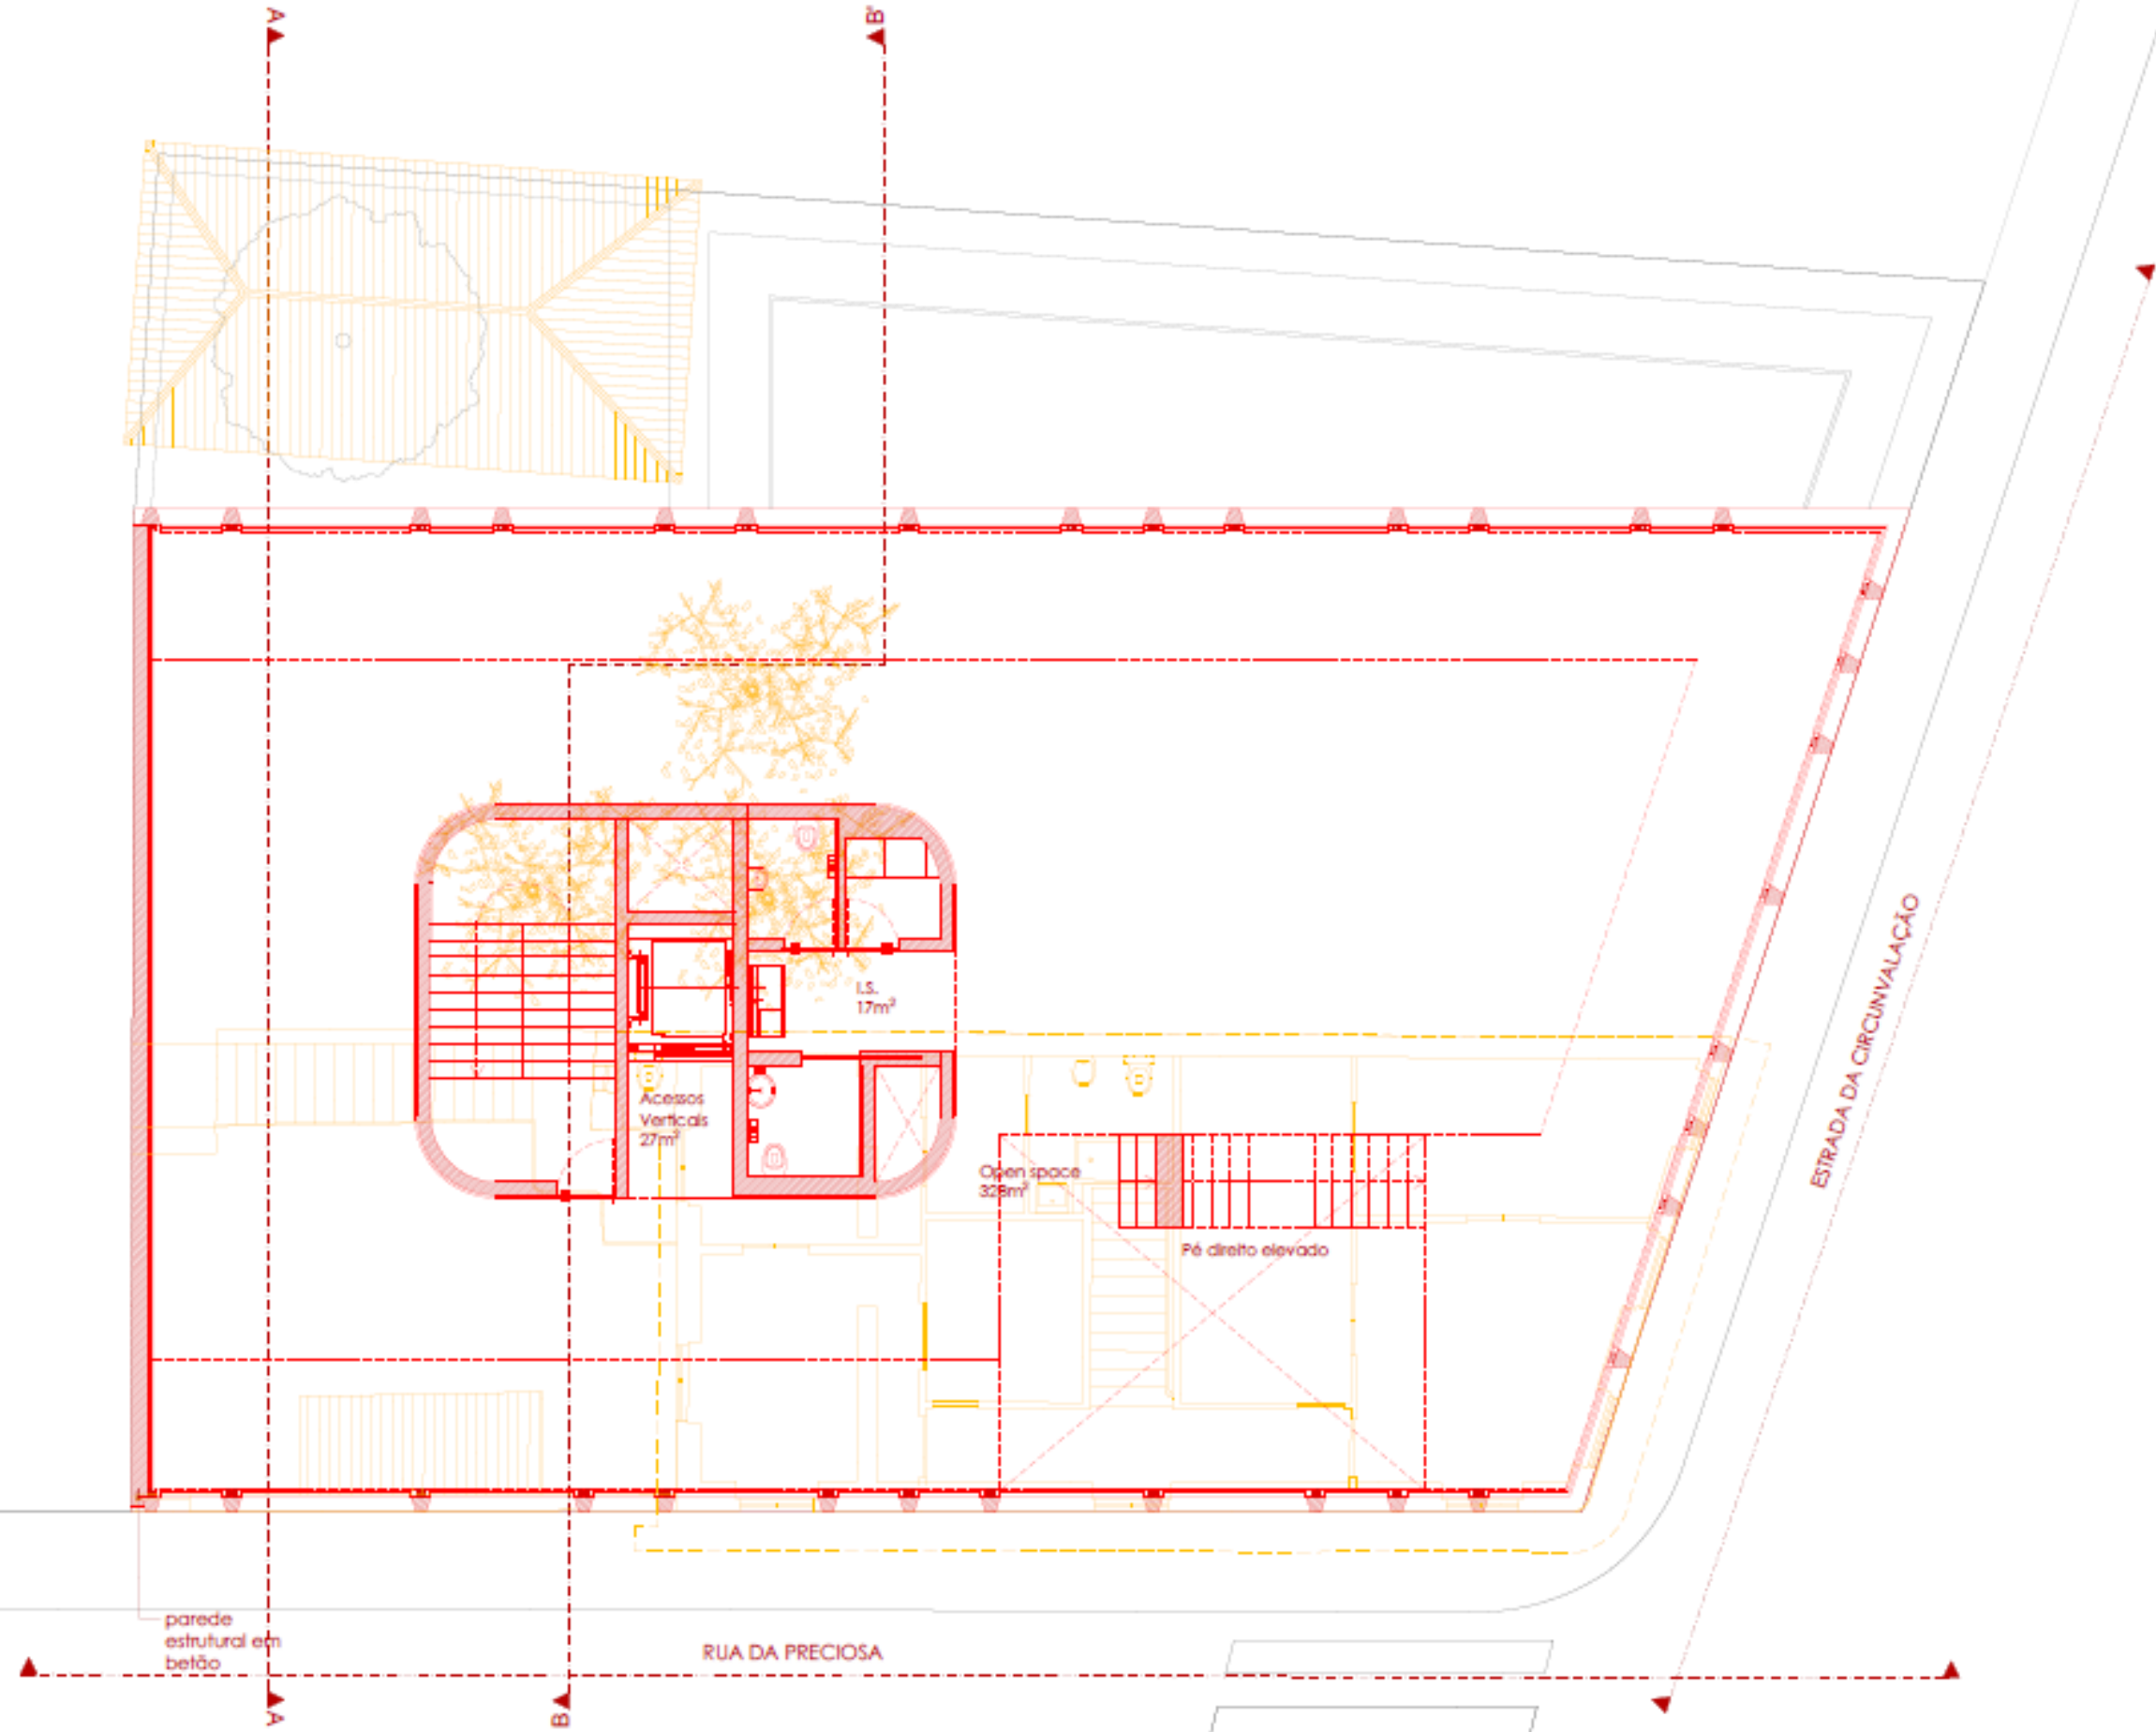 A
B'
I.S.
17m²
Acessos
Verticais
27m²
Open space
328m²
Pé direito elevado
ESTRADA DA CIRCUNVALAÇÃO
parede
estrutural em
betão
RUA DA PRECIOSA
A
B